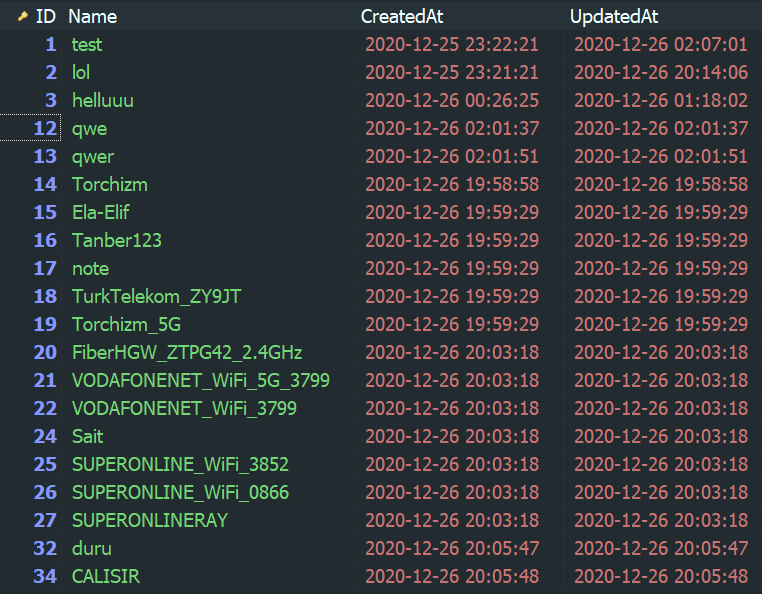 ID Name CreatedAt UpdatedAt
1 test 2020-12-25 23:22:21 2020-12-26 02:07:01
2 lol 2020-12-25 23:21:21 2020-12-26 20:14:06
3 helluuu 2020-12-26 00:26:25 2020-12-26 01:18:02
12 qwe 2020-12-26 02:01:37 2020-12-26 02:01:37
13 qwer 2020-12-26 02:01:51 2020-12-26 02:01:51
14 Torchizm 2020-12-26 19:58:58 2020-12-26 19:58:58
15 Ela-Elif 2020-12-26 19:59:29 2020-12-26 19:59:29
16 Tanber123 2020-12-26 19:59:29 2020-12-26 19:59:29
17 note 2020-12-26 19:59:29 2020-12-26 19:59:29
18 TurkTelekom_ZY9JT 2020-12-26 19:59:29 2020-12-26 19:59:29
19 Torchizm_5G 2020-12-26 19:59:29 2020-12-26 19:59:29
20 FiberHGW_ZTPG42_2.4GHz 2020-12-26 20:03:18 2020-12-26 20:03:18
21 VODAFONENET_WiFi_5G_3799 2020-12-26 20:03:18 2020-12-26 20:03:18
22 VODAFONENET_WiFi_3799 2020-12-26 20:03:18 2020-12-26 20:03:18
24 Sait 2020-12-26 20:03:18 2020-12-26 20:03:18
25 SUPERONLINE_WiFi_3852 2020-12-26 20:03:18 2020-12-26 20:03:18
26 SUPERONLINE_WiFi_0866 2020-12-26 20:03:18 2020-12-26 20:03:18
27 SUPERONLINERAY 2020-12-26 20:03:18 2020-12-26 20:03:18
32 duru 2020-12-26 20:05:47 2020-12-26 20:05:47
34 CALISIR 2020-12-26 20:05:48 2020-12-26 20:05:48